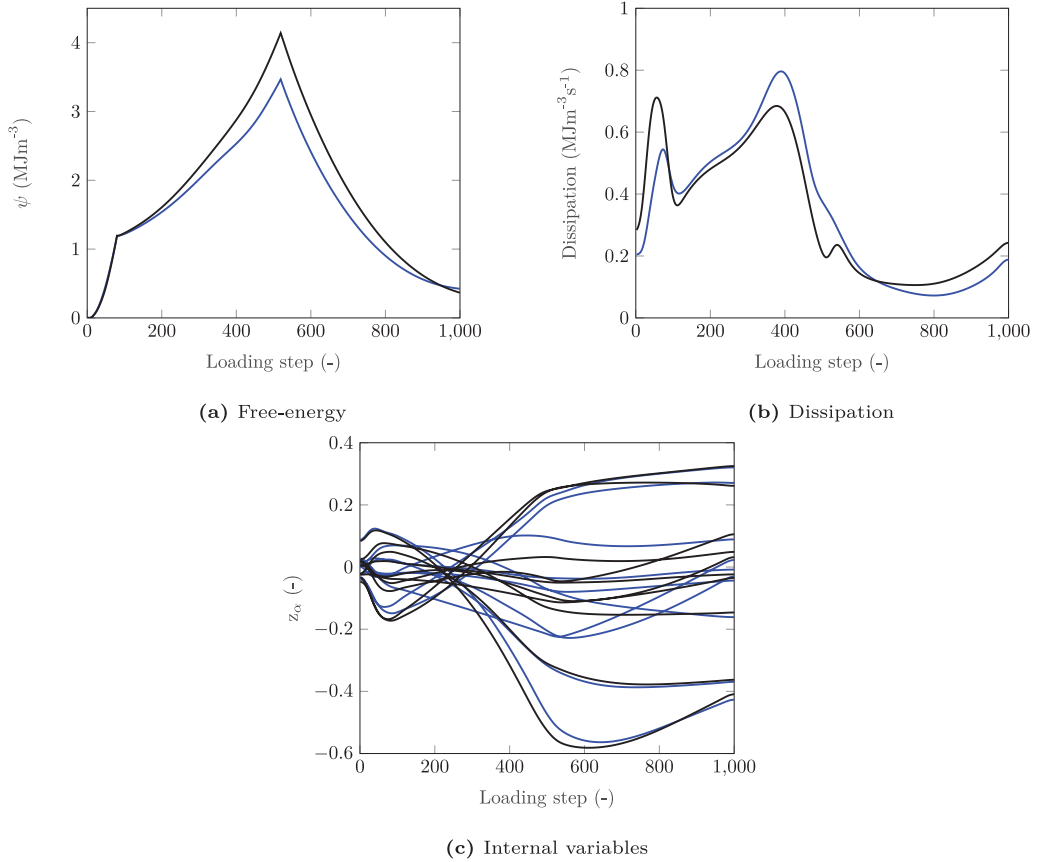 4
3
2
1
0
ψ (MJm-3)
0 200 400 600 800 1,000
Loading step (-)
(a) Free-energy
1
0.8
0.6
0.4
0.2
0
Dissipation (MJm-3s-1)
0 200 400 600 800 1,000
Loading step (-)
(b) Dissipation
0.4
0.2
0
−0.2
−0.4
−0.6
zα (-)
0 200 400 600 800 1,000
Loading step (-)
(c) Internal variables